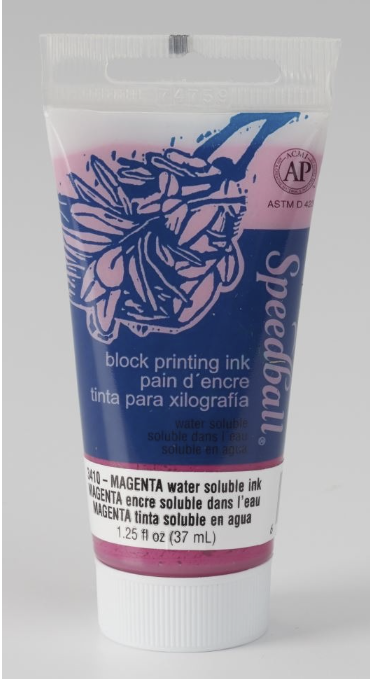 ACMI
AP
ASTM D 42
Speedball®
block printing ink
pain d´encre
tinta para xilografía
water soluble
soluble dans l'eau
soluble en agua
3410 – MAGENTA water soluble ink
MAGENTA encre soluble dans l'eau
MAGENTA tinta soluble en agua
1.25 fl oz (37 mL)